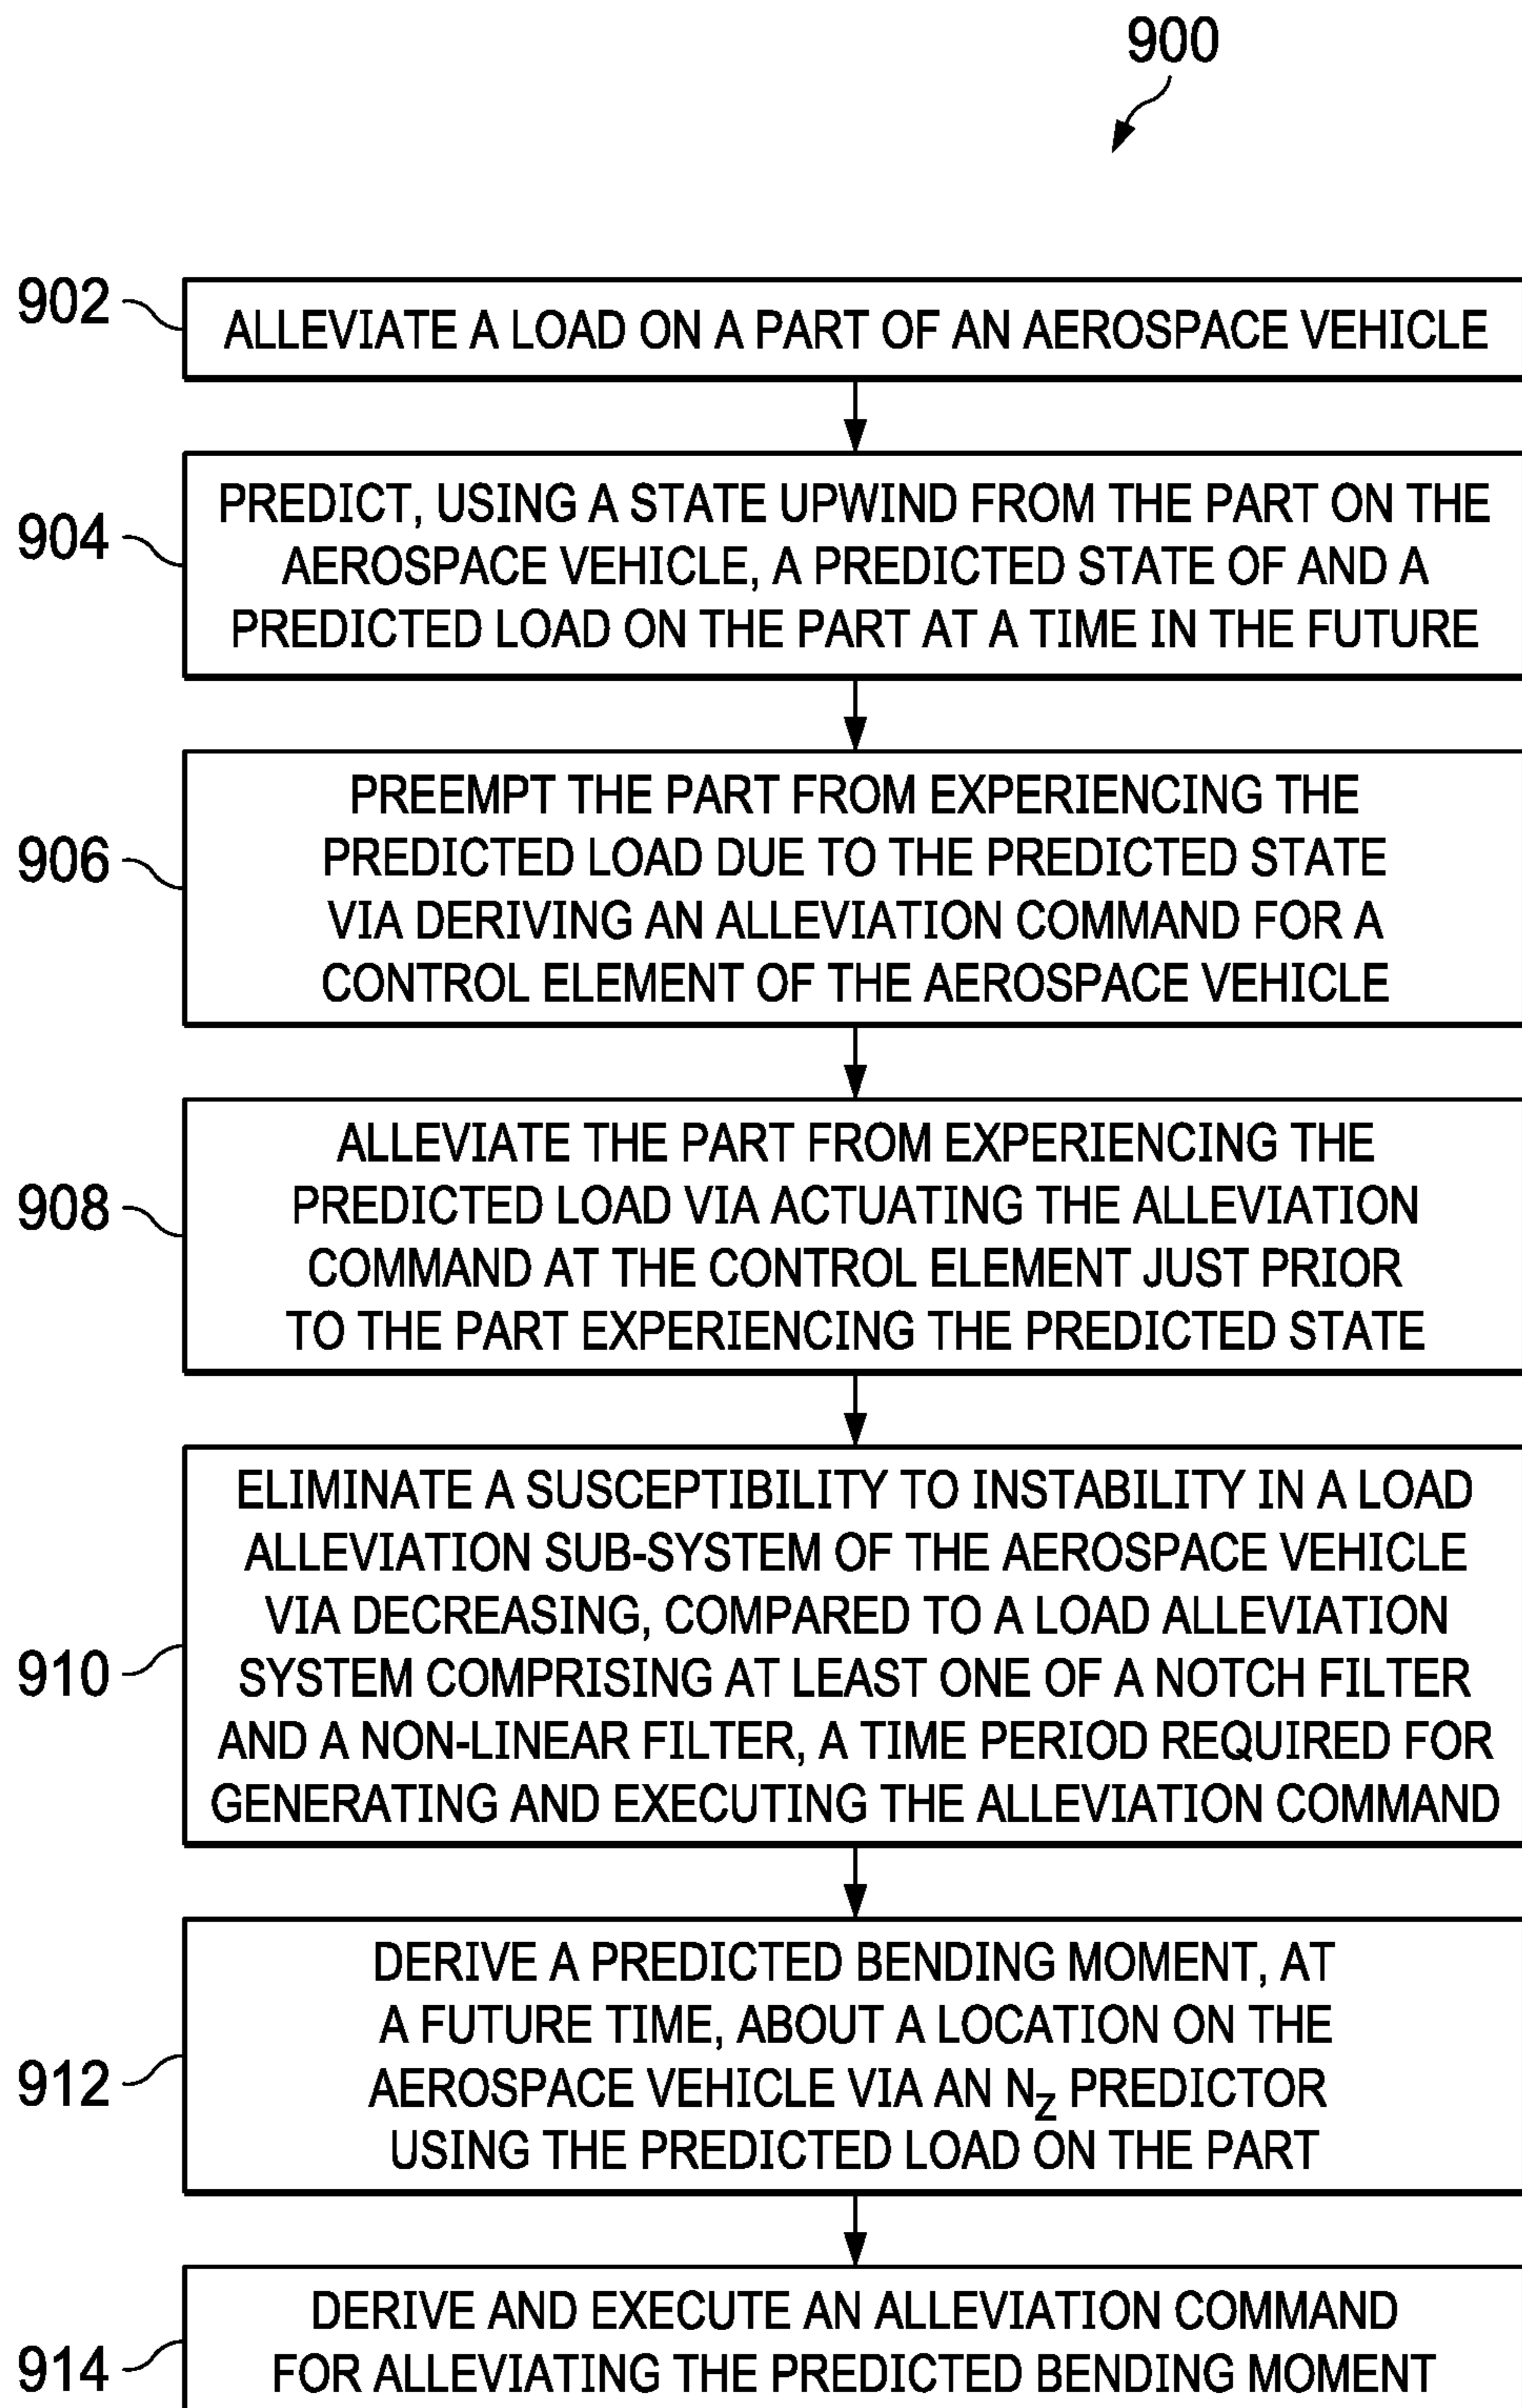 900
902
ALLEVIATE A LOAD ON A PART OF AN AEROSPACE VEHICLE
904
PREDICT, USING A STATE UPWIND FROM THE PART ON THE
AEROSPACE VEHICLE, A PREDICTED STATE OF AND A
PREDICTED LOAD ON THE PART AT A TIME IN THE FUTURE
906
PREEMPT THE PART FROM EXPERIENCING THE
PREDICTED LOAD DUE TO THE PREDICTED STATE
VIA DERIVING AN ALLEVIATION COMMAND FOR A
CONTROL ELEMENT OF THE AEROSPACE VEHICLE
908
ALLEVIATE THE PART FROM EXPERIENCING THE
PREDICTED LOAD VIA ACTUATING THE ALLEVIATION
COMMAND AT THE CONTROL ELEMENT JUST PRIOR
TO THE PART EXPERIENCING THE PREDICTED STATE
910
ELIMINATE A SUSCEPTIBILITY TO INSTABILITY IN A LOAD
ALLEVIATION SUB-SYSTEM OF THE AEROSPACE VEHICLE
VIA DECREASING, COMPARED TO A LOAD ALLEVIATION
SYSTEM COMPRISING AT LEAST ONE OF A NOTCH FILTER
AND A NON-LINEAR FILTER, A TIME PERIOD REQUIRED FOR
GENERATING AND EXECUTING THE ALLEVIATION COMMAND
912
DERIVE A PREDICTED BENDING MOMENT, AT
A FUTURE TIME, ABOUT A LOCATION ON THE
AEROSPACE VEHICLE VIA AN NZ PREDICTOR
USING THE PREDICTED LOAD ON THE PART
914
DERIVE AND EXECUTE AN ALLEVIATION COMMAND
FOR ALLEVIATING THE PREDICTED BENDING MOMENT